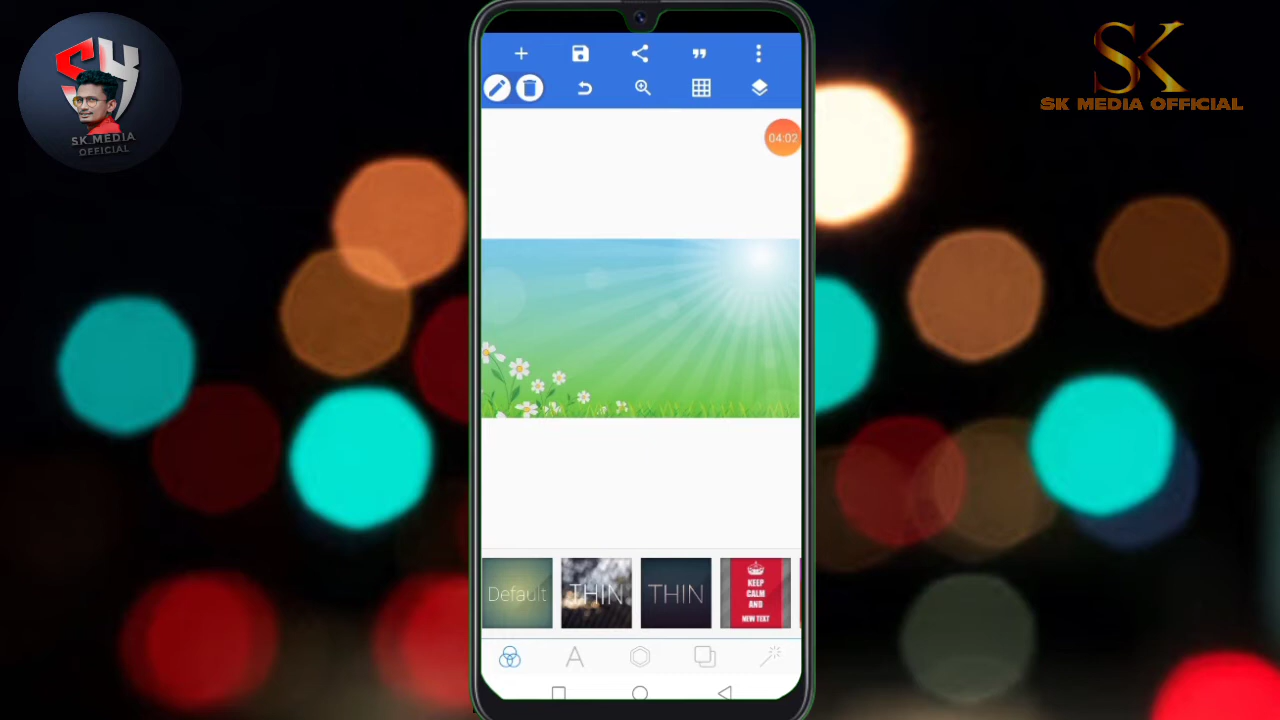 SK MEDIA
OFFICIAL
SK
SK MEDIA OFFICIAL
04:02
Default
THIN
THIN
KEEP
CALM
AND
NEW TEXT
A